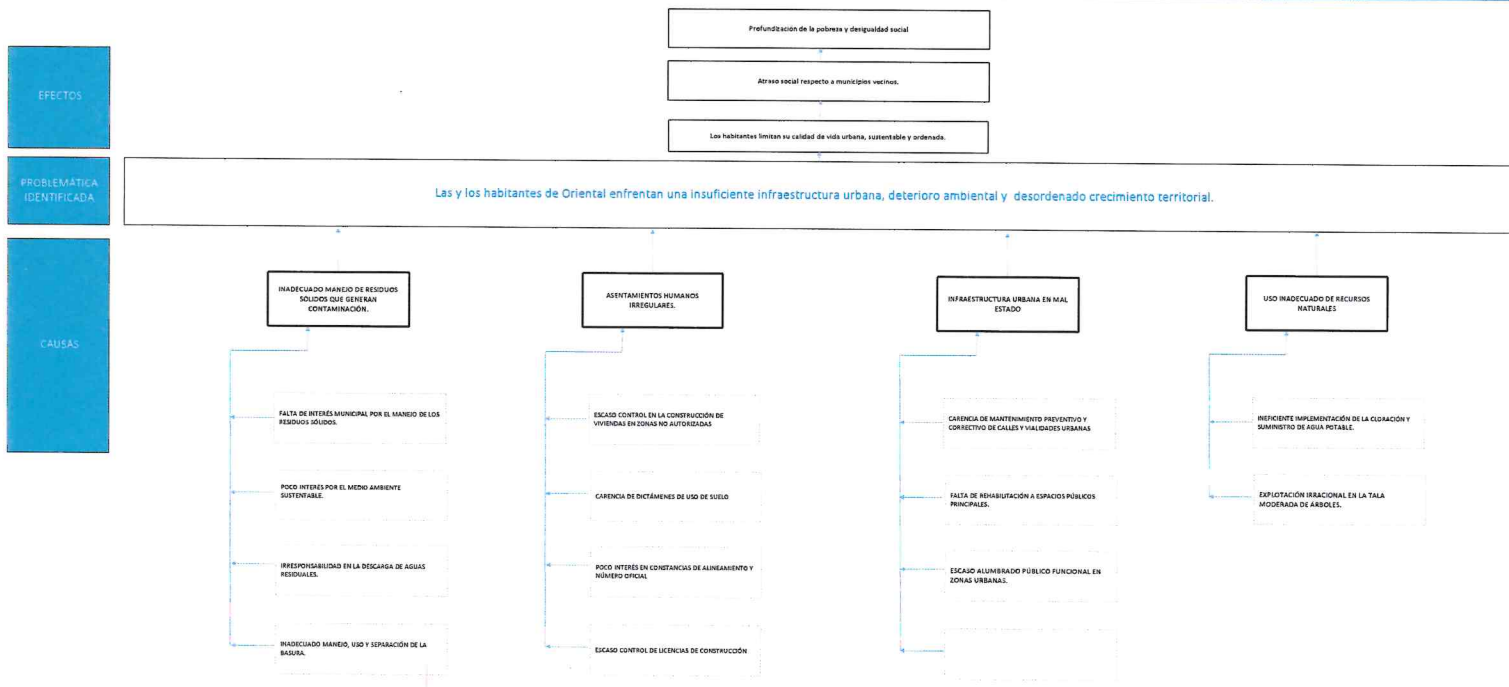 Profundización de la pobreza y desigualdad social
EFECTOS
Atraso social respecto a municipios vecinos.
Los habitantes limitan su calidad de vida urbana, sustentable y ordenada.
PROBLEMÁTICA
IDENTIFICADA
Las y los habitantes de Oriental enfrentan una insuficiente infraestructura urbana, deterioro ambiental y desordenado crecimiento territorial.
CAUSAS
INADECUADO MANEJO DE RESIDUOS
SÓLIDOS QUE GENERAN
CONTAMINACIÓN.
FALTA DE INTERÉS MUNICIPAL POR EL MANEJO DE LOS
RESIDUOS SÓLIDOS.
POCO INTERÉS POR EL MEDIO AMBIENTE
SUSTENTABLE.
IRRESPONSABILIDAD EN LA DESCARGA DE AGUAS
RESIDUALES.
INADECUADO MANEJO, USO Y SEPARACIÓN DE LA
BASURA.
ASENTAMIENTOS HUMANOS
IRREGULARES.
ESCASO CONTROL EN LA CONSTRUCCIÓN DE
VIVIENDAS EN ZONAS NO AUTORIZADAS
CARENCIA DE DICTÁMENES DE USO DE SUELO
POCO INTERÉS EN CONSTANCIAS DE ALINEAMIENTO Y
NÚMERO OFICIAL
ESCASO CONTROL DE LICENCIAS DE CONSTRUCCIÓN
INFRAESTRUCTURA URBANA EN MAL
ESTADO
CARENCIA DE MANTENIMIENTO PREVENTIVO Y
CORRECTIVO DE CALLES Y VIALIDADES URBANAS
FALTA DE REHABILITACIÓN A ESPACIOS PÚBLICOS
PRINCIPALES.
ESCASO ALUMBRADO PÚBLICO FUNCIONAL EN
ZONAS URBANAS.
USO INADECUADO DE RECURSOS
NATURALES
INEFICIENTE IMPLEMENTACIÓN DE LA CLORACIÓN Y
SUMINISTRO DE AGUA POTABLE.
EXPLOTACIÓN IRRACIONAL EN LA TALA
MODERADA DE ÁRBOLES.